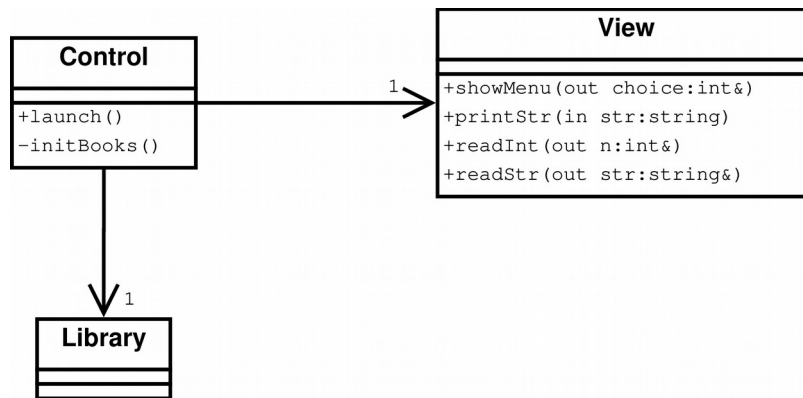 Control
+launch()
-initBooks()
1
View
+showMenu(out choice:int&)
+printStr(in str:string)
+readInt(out n:int&)
+readStr(out str:string&)
1
Library